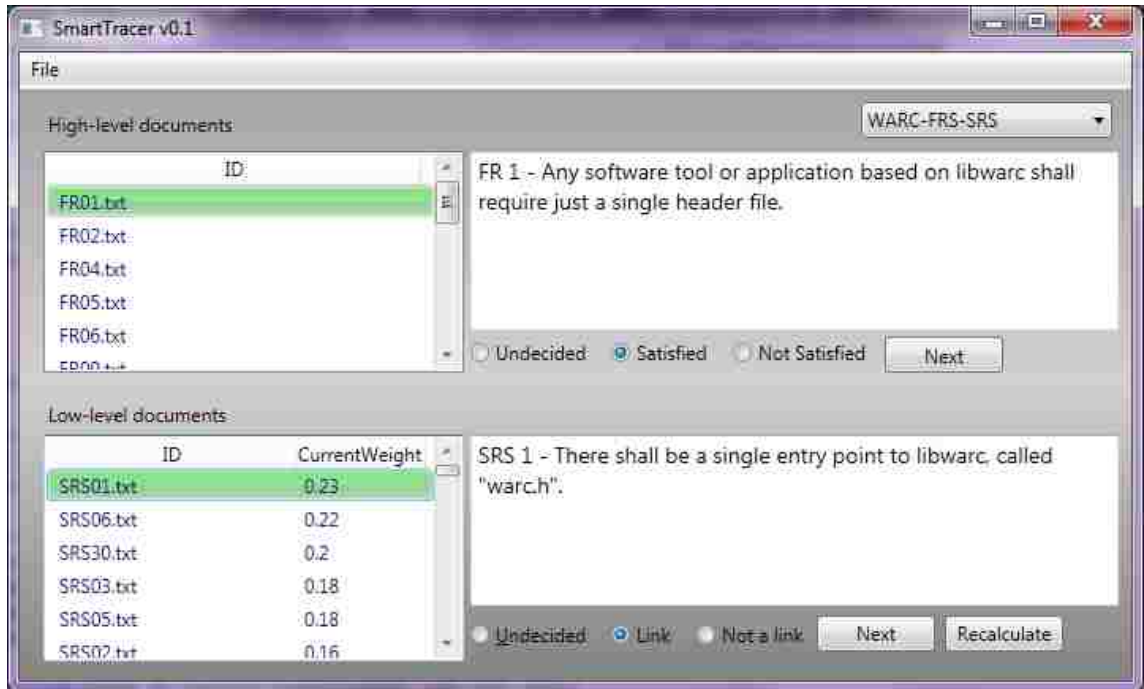 SmartTracer v0.1
File
High-level documents
WARC-FRS-SRS
ID
FR01.txt
FR02.txt
FR04.txt
FR05.txt
FR06.txt
FR 1 - Any software tool or application based on libwarc shall
require just a single header file.
Undecided Satisfied Not Satisfied Next
Low-level documents
ID CurrentWeight
SRS01.txt 0.23
SRS06.txt 0.22
SRS30.txt 0.2
SRS03.txt 0.18
SRS05.txt 0.18
SRS02.txt 0.16
SRS 1 - There shall be a single entry point to libwarc, called
"warc.h".
Undecided Link Not a link Next Recalculate